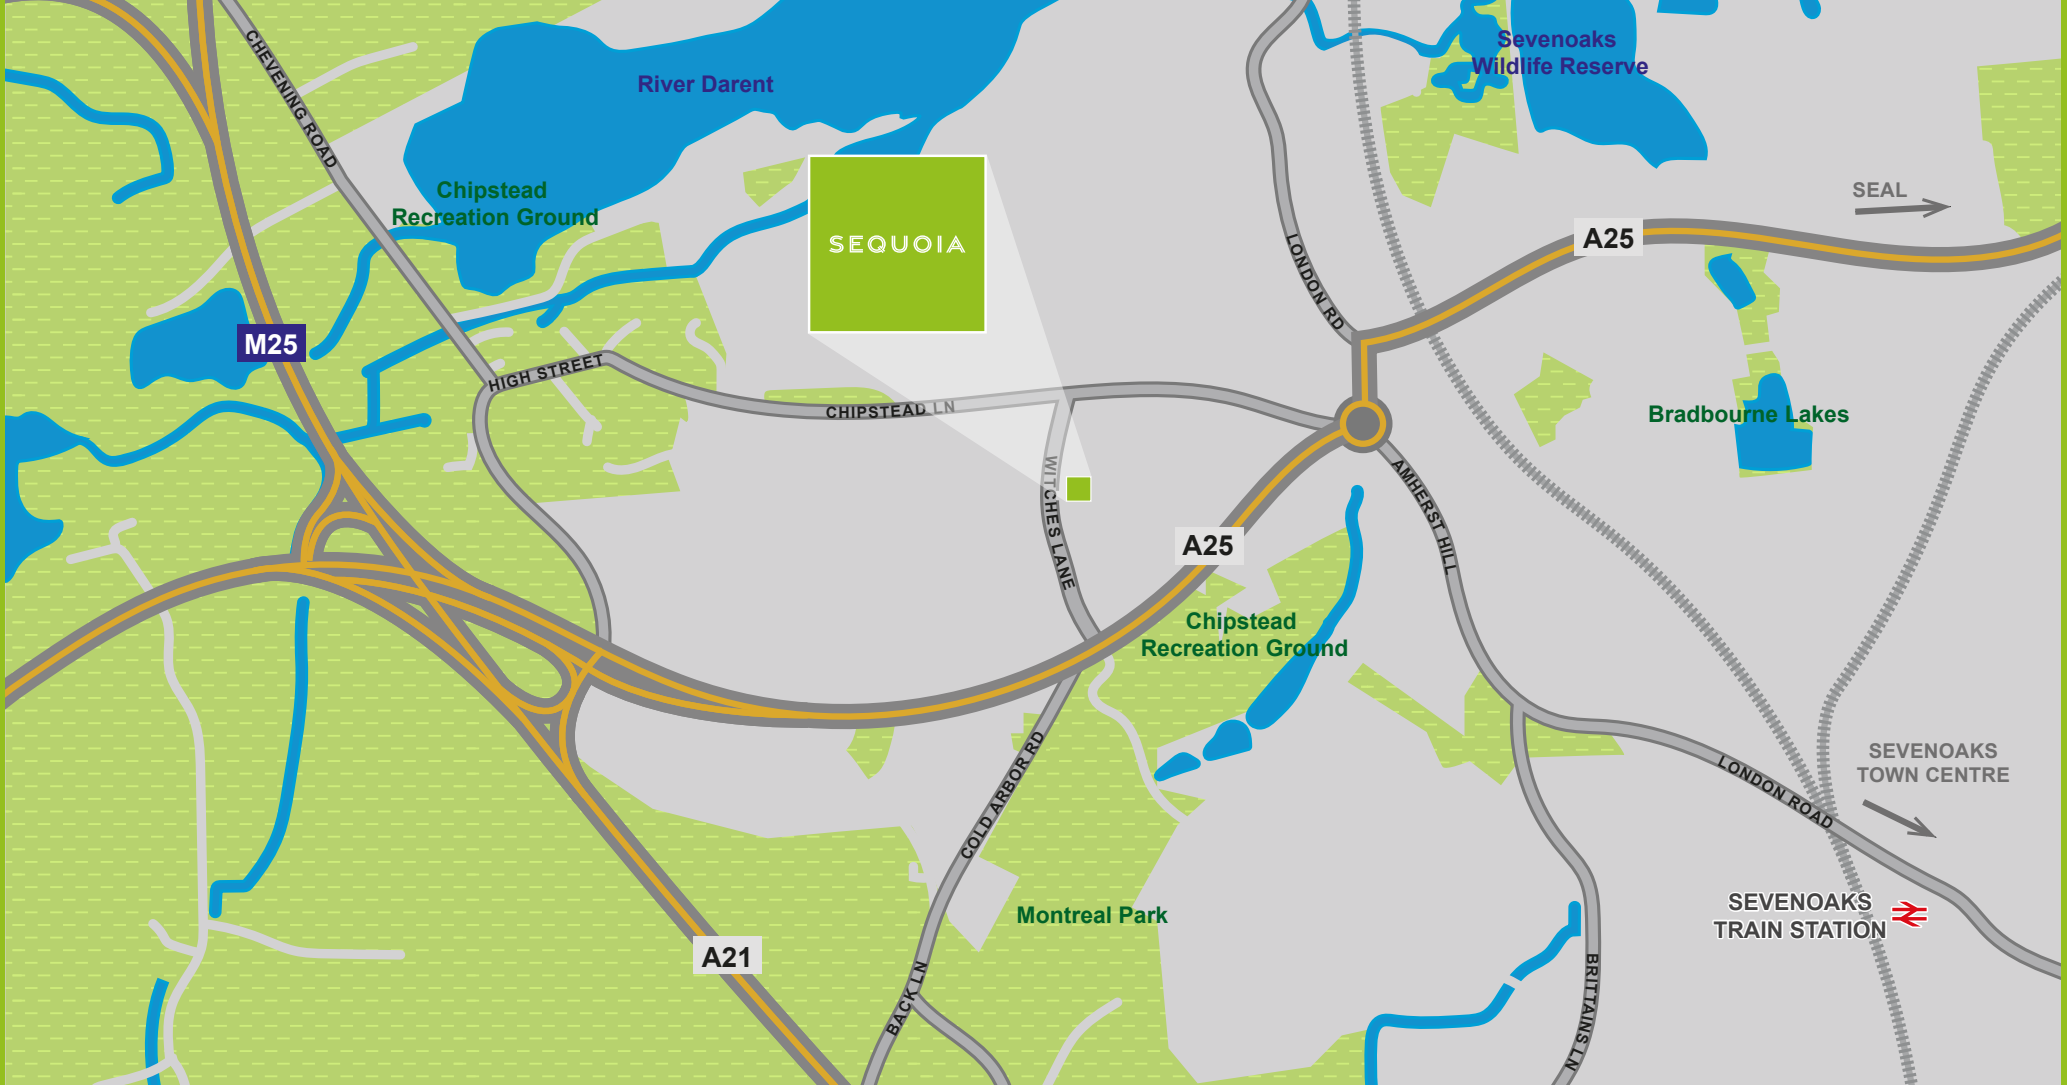 CHEVENING ROAD
River Darent
Sevenoaks
Wildlife Reserve
Chipstead
Recreation Ground
SEQUOIA
SEAL
A25
LONDON RD
M25
HIGH STREET
CHIPSTEAD LN
Bradbourne Lakes
WITCHES LANE
AMHERST HILL
A25
Chipstead
Recreation Ground
COLD ARBOR RD
LONDON ROAD
SEVENOAKS
TOWN CENTRE
Montreal Park
SEVENOAKS
TRAIN STATION
A21
BACK LN
BRITTAINS LN